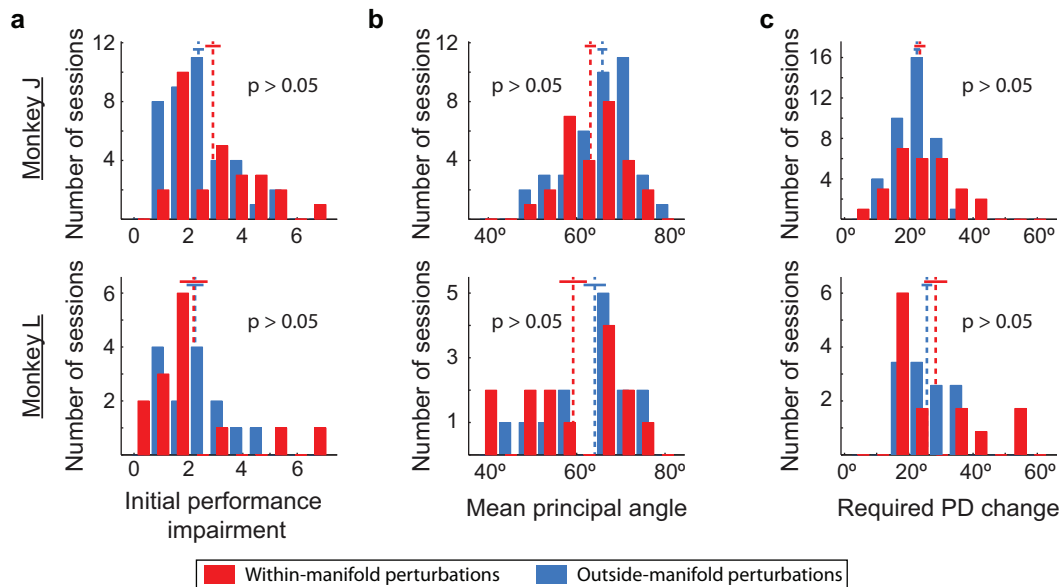 a
b
c
Monkey J
Number of sessions
12
8
4
0
2
4
6
p > 0.05
Number of sessions
12
8
4
40º
60º
80º
p > 0.05
Number of sessions
16
12
8
4
0º
20º
40º
60º
p > 0.05
Monkey L
Number of sessions
6
4
2
0
2
4
6
p > 0.05
Initial performance
impairment
Number of sessions
5
3
1
40º
60º
80º
p > 0.05
Mean principal angle
Number of sessions
6
4
2
0º
20º
40º
60º
p > 0.05
Required PD change
Within-manifold perturbations
Outside-manifold perturbations